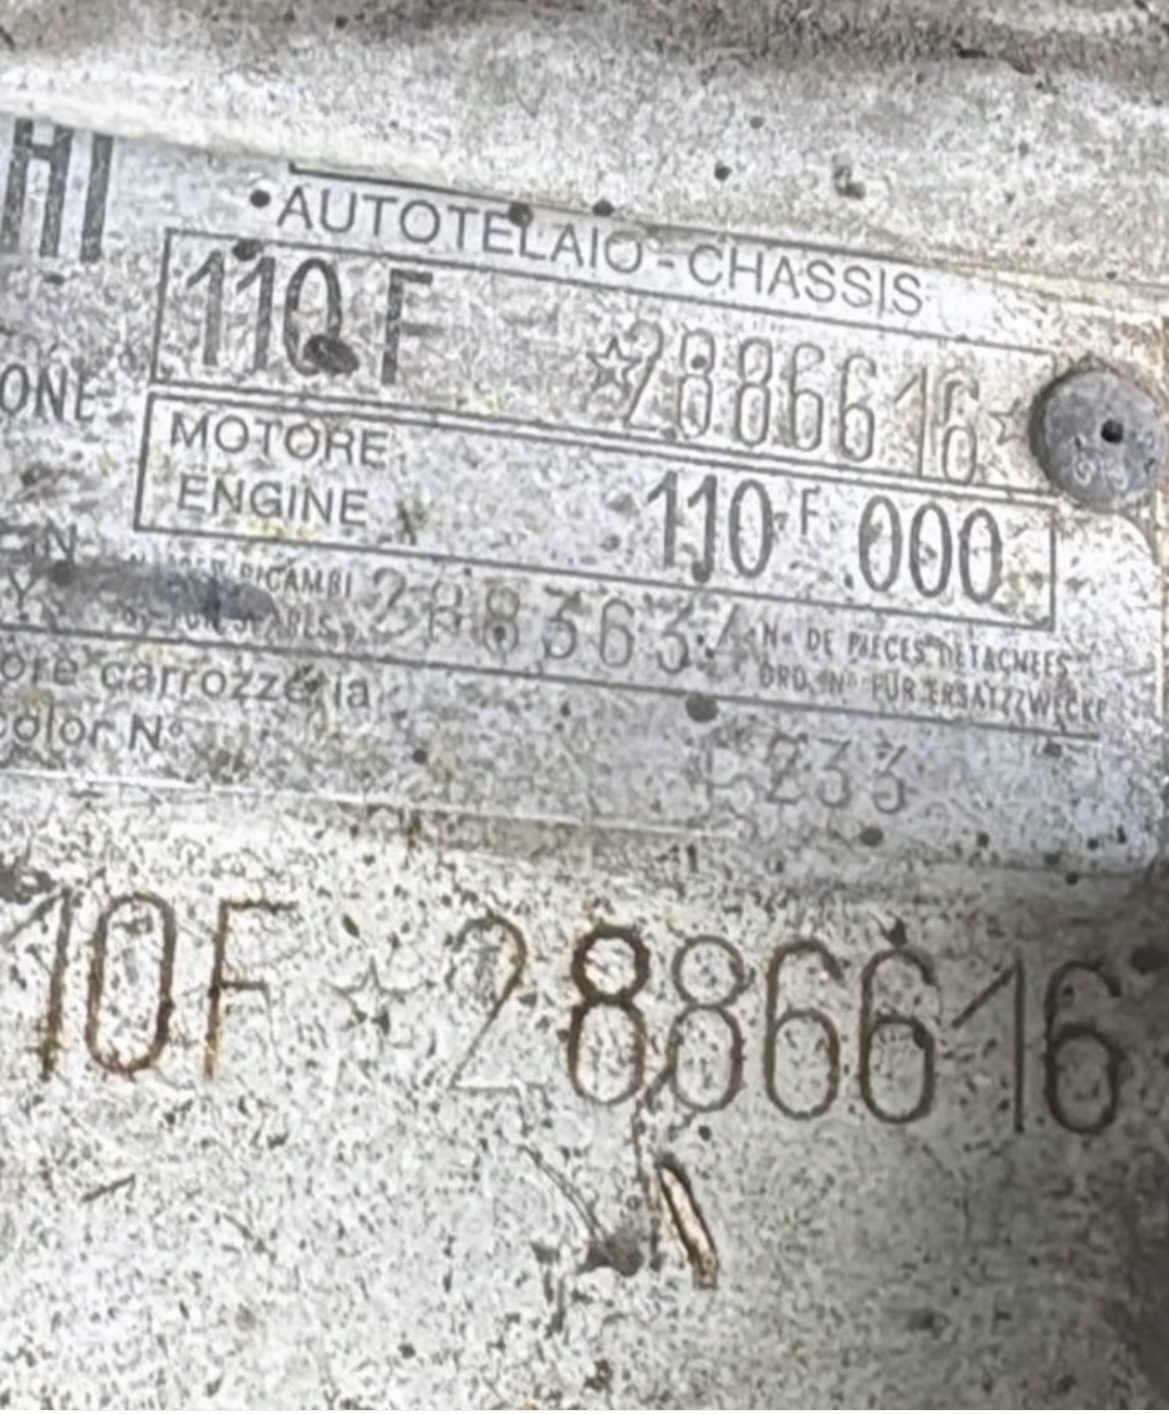 HI
AUTOTELAIO - CHASSIS
110 F ☆2886616☆
ONE
MOTORE
ENGINE
110 F 000
RICAMBI
N° DE PIECES DETACHEES
ORD. N° FÜR ERSATZZWECKE
ore carrozzeria
color N°
233
10F ☆ 2886616